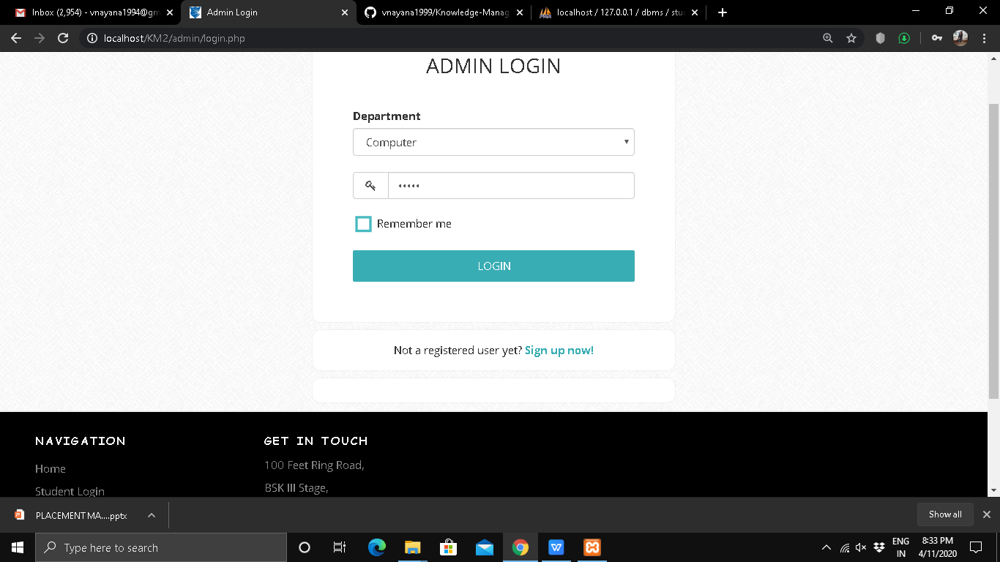 Inbox (2,954) - vnayana1994@gm
Admin Login
vnayana1999/Knowledge-Manag
localhost / 127.0.0.1 / dbms / stu
localhost/KM2/admin/login.php
ADMIN LOGIN
Department
Computer
•••••
Remember me
LOGIN
Not a registered user yet? Sign up now!
NAVIGATION
Home
Student Login
GET IN TOUCH
100 Feet Ring Road,
BSK III Stage,
PLACEMENT MA....pptx
Show all
Type here to search
ENG
IN
8:33 PM
4/11/2020